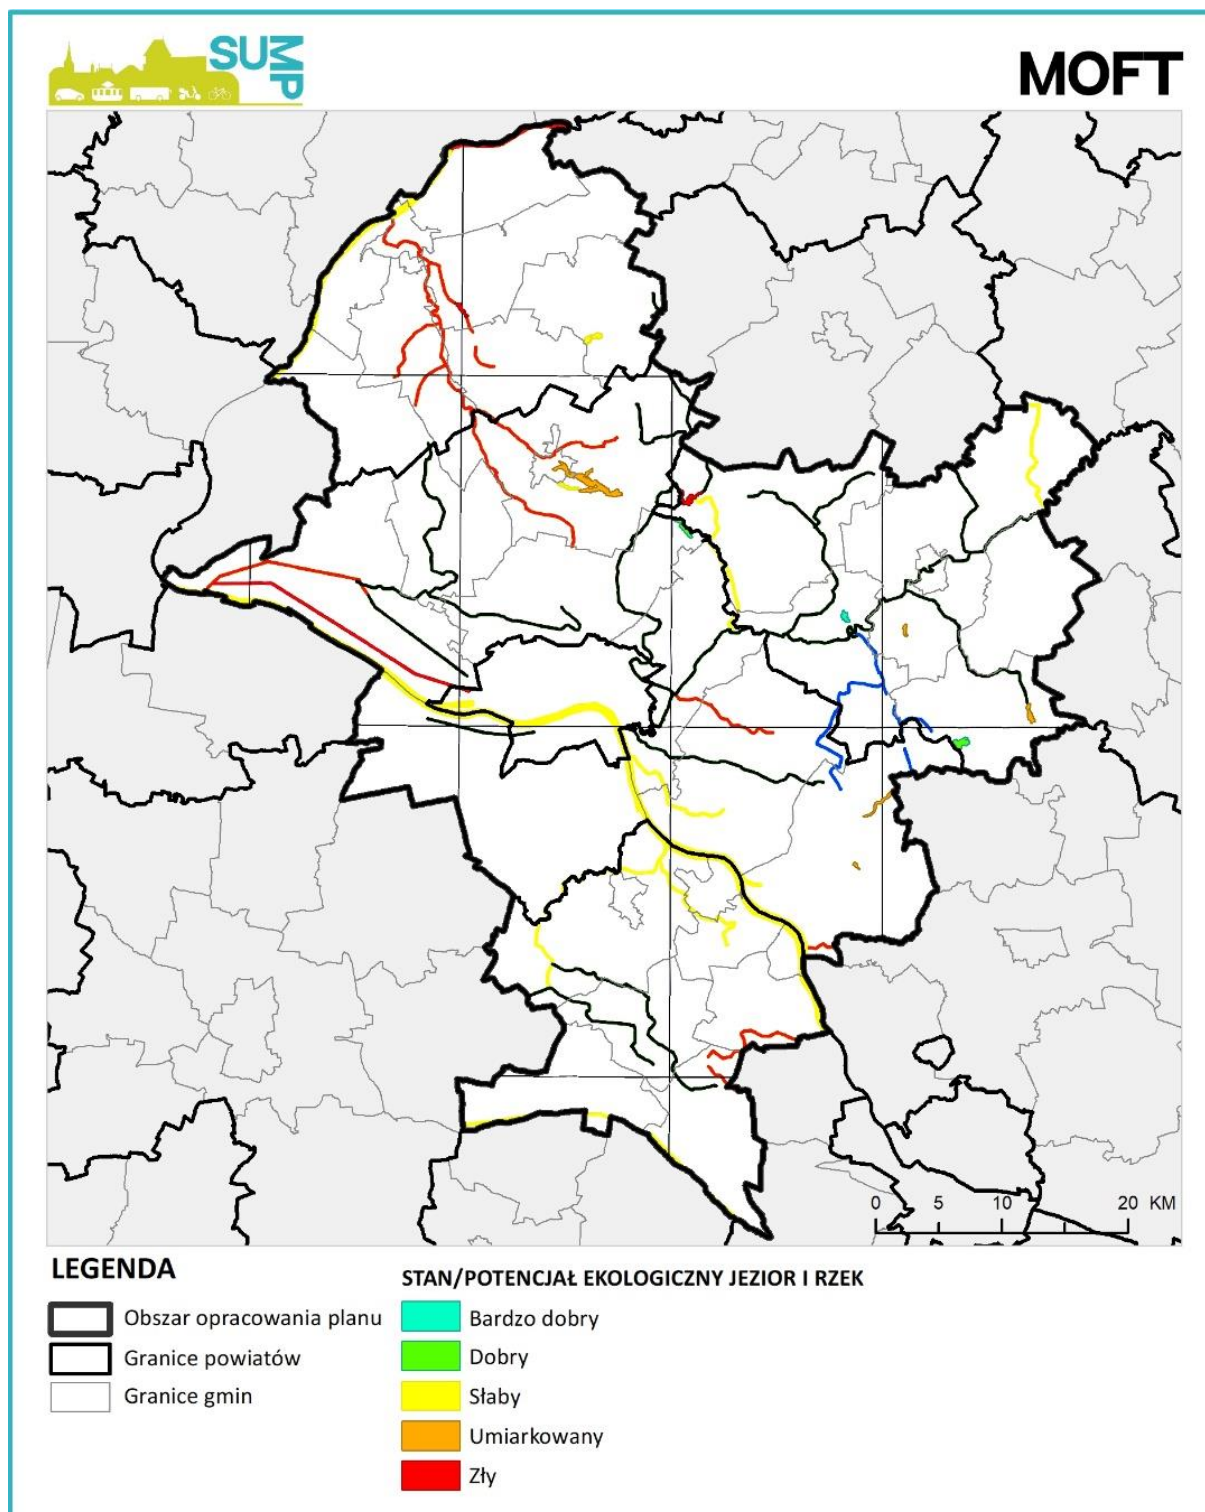 SUMP
MOFT
0 5 10 20 KM
LEGENDA
Obszar opracowania planu
Granice powiatów
Granice gmin
STAN/POTENCJAŁ EKOLOGICZNY JEZIOR I RZEK
Bardzo dobry
Dobry
Słaby
Umiarkowany
Zły